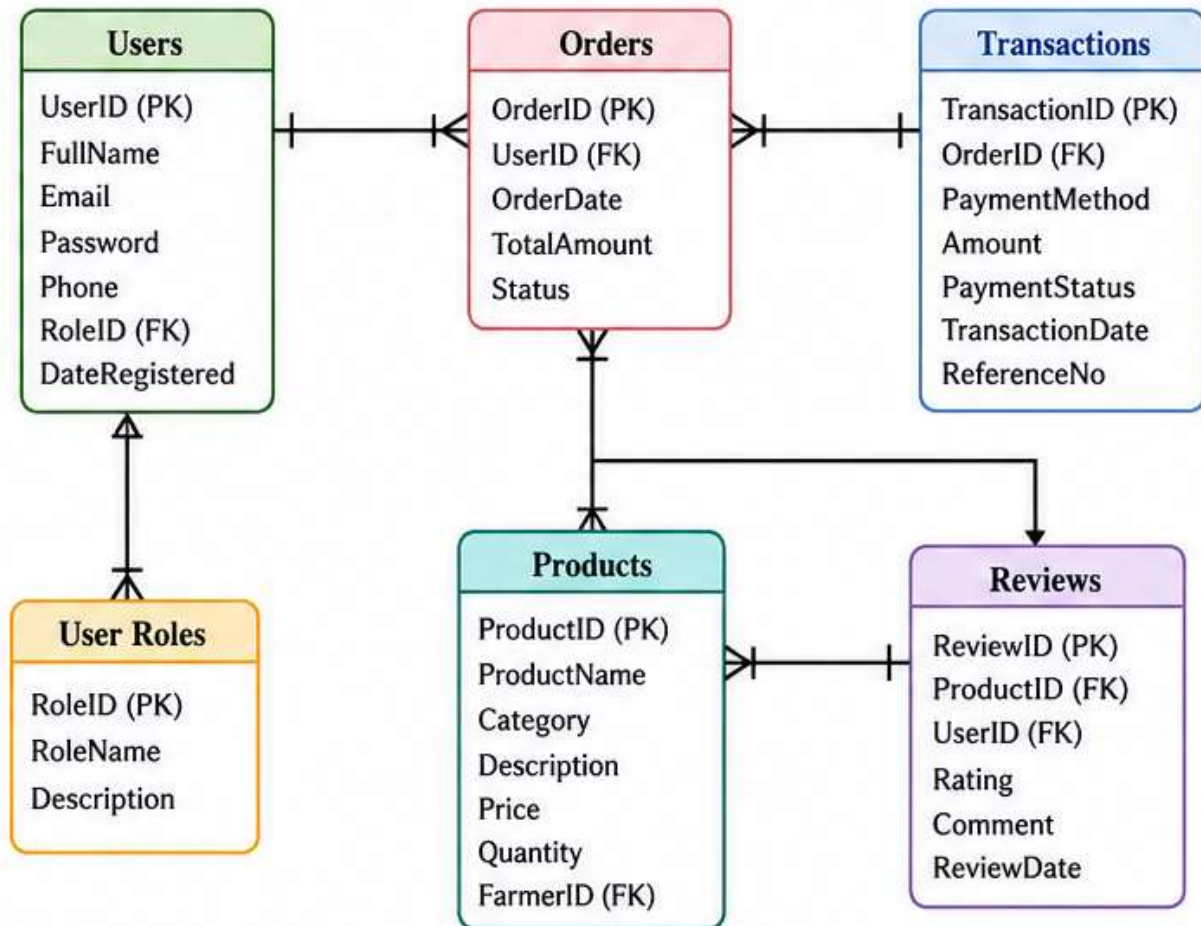 Users
UserID (PK)
FullName
Email
Password
Phone
RoleID (FK)
DateRegistered
Orders
OrderID (PK)
UserID (FK)
OrderDate
TotalAmount
Status
Transactions
TransactionID (PK)
OrderID (FK)
PaymentMethod
Amount
PaymentStatus
TransactionDate
ReferenceNo
User Roles
RoleID (PK)
RoleName
Description
Products
ProductID (PK)
ProductName
Category
Description
Price
Quantity
FarmerID (FK)
Reviews
ReviewID (PK)
ProductID (FK)
UserID (FK)
Rating
Comment
ReviewDate